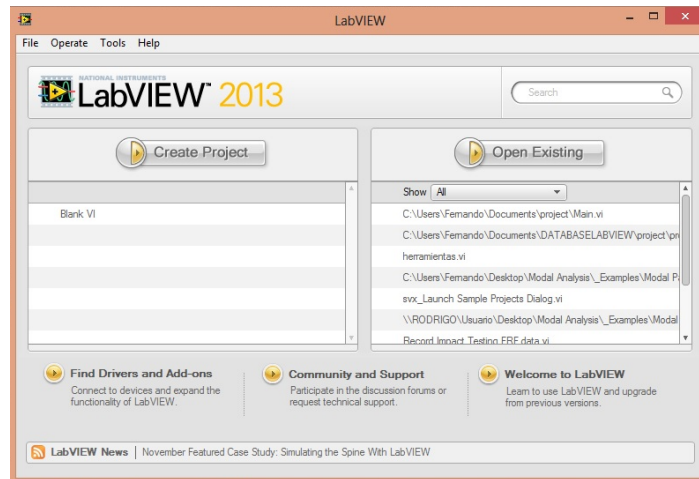 LabVIEW
File Operate Tools Help
NATIONAL INSTRUMENTS
LabVIEW™ 2013
Search
Create Project
Open Existing
Show All
Blank VI
C:\Users\Fernando\Documents\project\Main.vi
C:\Users\Fernando\Documents\DATABASELABVIEW\project\pr
herramientas.vi
C:\Users\Fernando\Desktop\Modal Analysis\_Examples\Modal P
svx_Launch Sample Projects Dialog.vi
\\RODRIGO\Usuario\Desktop\Modal Analysis\_Examples\Modal
Record Impact Testing FRF data.vi
Find Drivers and Add-ons
Connect to devices and expand the
functionality of LabVIEW.
Community and Support
Participate in the discussion forums or
request technical support.
Welcome to LabVIEW
Learn to use LabVIEW and upgrade
from previous versions.
LabVIEW News | November Featured Case Study: Simulating the Spine With LabVIEW